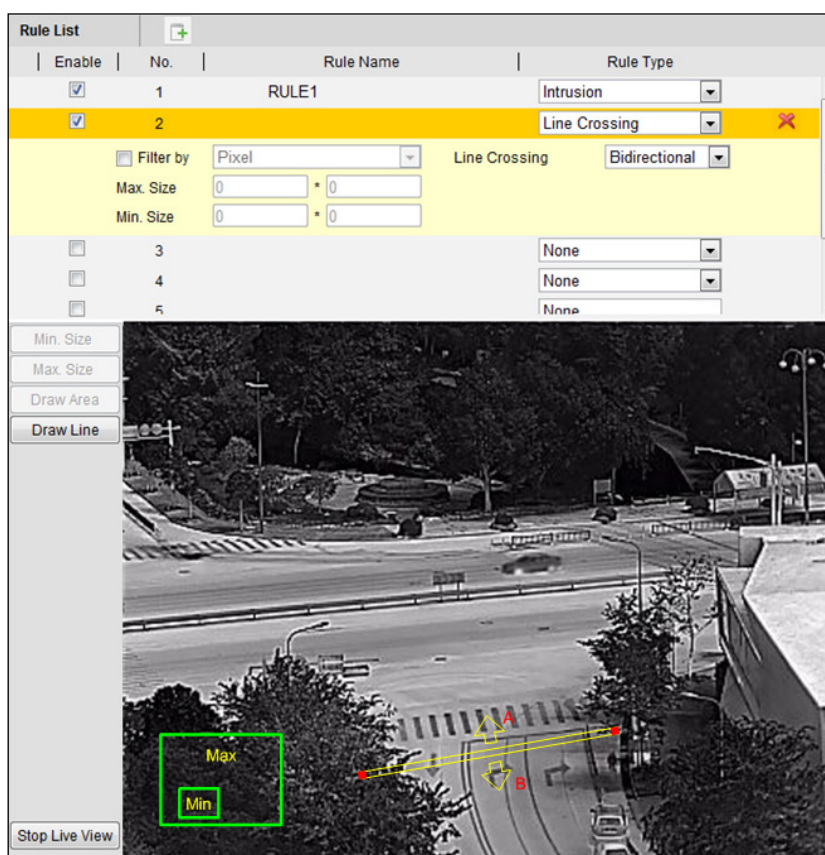 Rule List
Enable No. Rule Name Rule Type
1 RULE1 Intrusion
2 Line Crossing
Filter by Pixel Line Crossing Bidirectional
Max. Size 0 * 0
Min. Size 0 * 0
3 None
4 None
5 None
Min. Size
Max. Size
Draw Area
Draw Line
A
Max
B
Min
Stop Live View